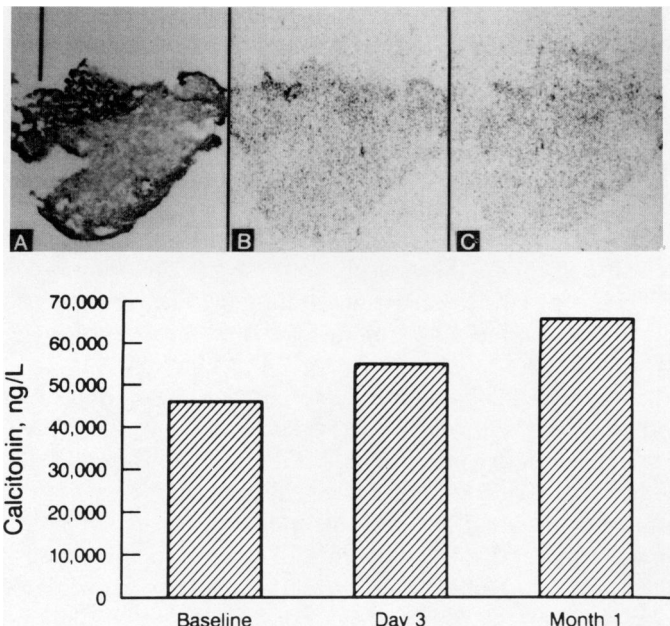 A
B
C
70,000
60,000
50,000
40,000
30,000
20,000
10,000
0
Calcitonin, ng/L
Baseline
Day 3
Month 1